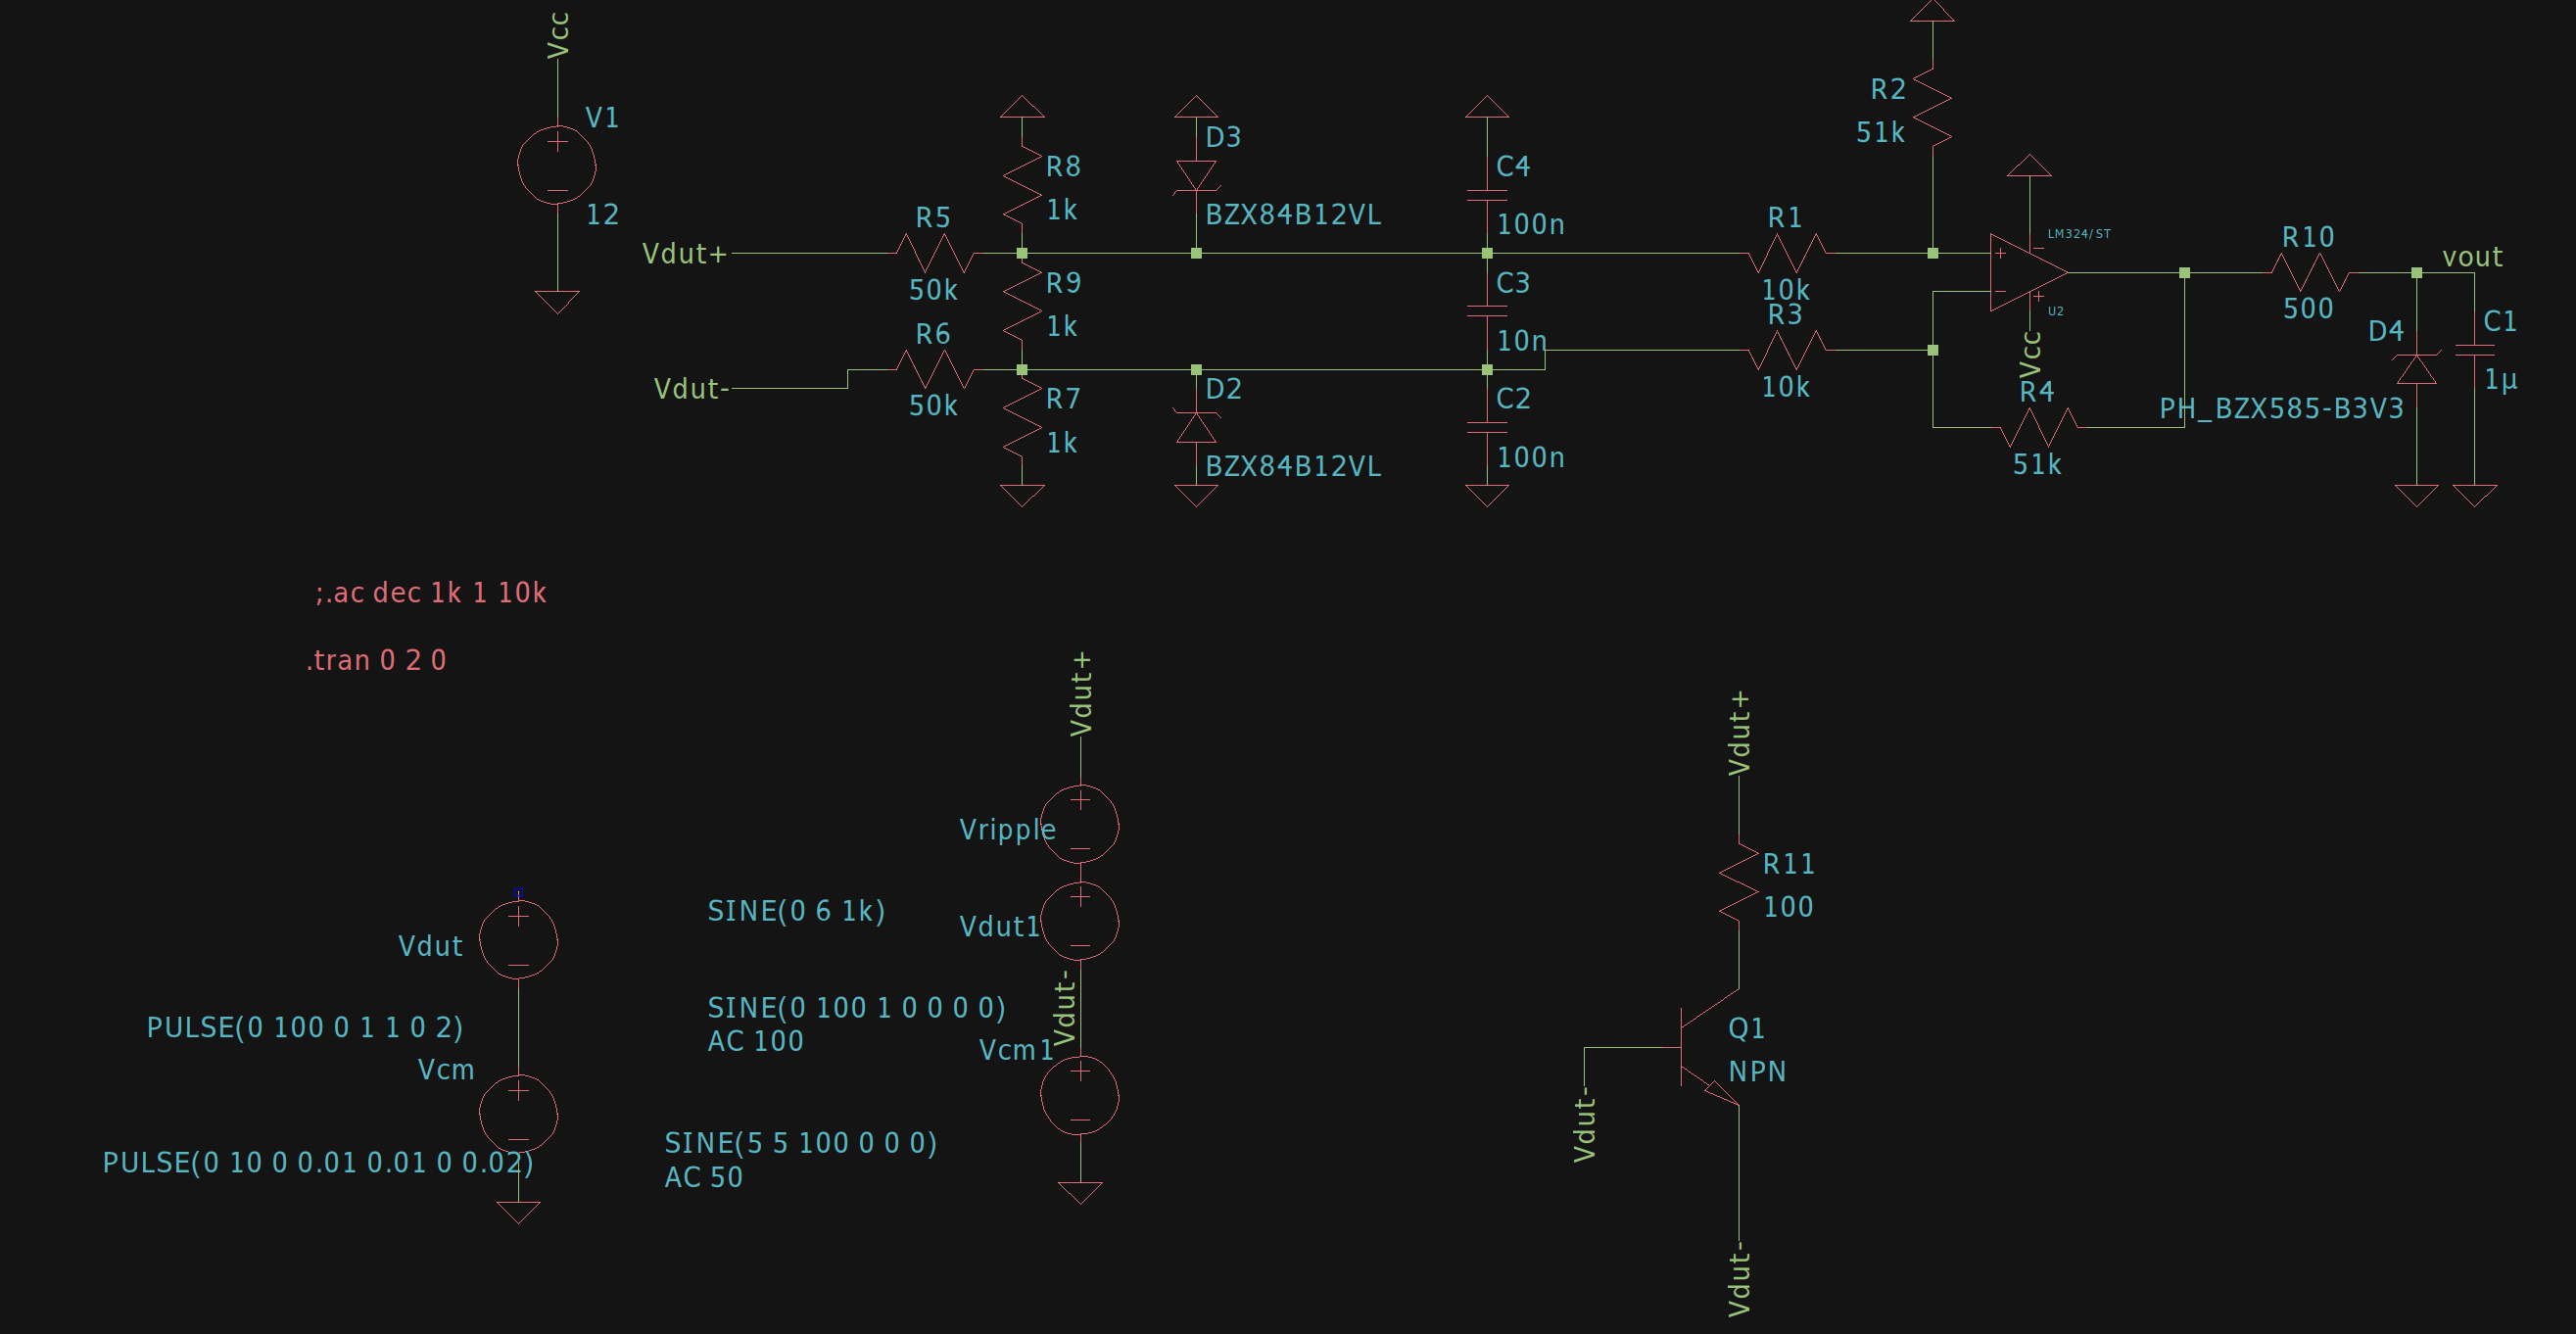 Vcc
V1
12
Vdut+
Vdut-
R5
50k
R6
50k
R8
1k
R9
1k
R7
1k
D3
BZX84B12VL
D2
BZX84B12VL
C4
100n
C3
10n
C2
100n
R1
10k
R3
10k
R2
51k
LM324/ST
U2
Vcc
R4
51k
R10
500
vout
D4
PH_BZX585-B3V3
C1
1µ
;.ac dec 1k 1 10k
.tran 0 2 0
Vdut
PULSE(0 100 0 1 1 0 2)
Vcm
PULSE(0 10 0 0.01 0.01 0 0.02)
Vdut+
Vripple
SINE(0 6 1k)
Vdut1
SINE(0 100 1 0 0 0 0)
AC 100
Vdut-
Vcm1
SINE(5 5 100 0 0 0)
AC 50
Vdut+
R11
100
Q1
NPN
Vdut-
Vdut-